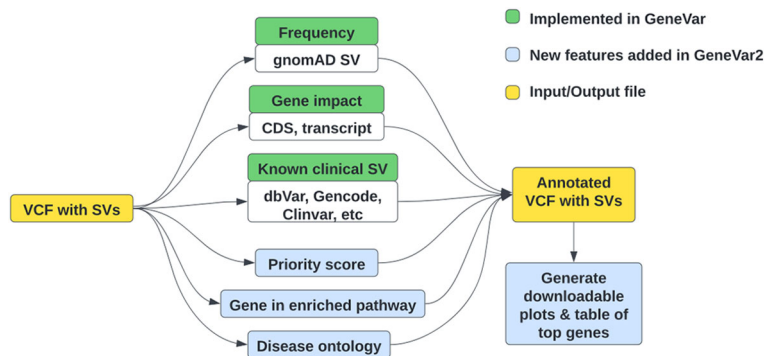 Frequency
gnomAD SV
Gene impact
CDS, transcript
Known clinical SV
dbVar, Gencode,
Clinvar, etc
VCF with SVs
Priority score
Gene in enriched pathway
Disease ontology
Annotated
VCF with SVs
Generate
downloadable
plots & table of
top genes
Implemented in GeneVar
New features added in GeneVar2
Input/Output file